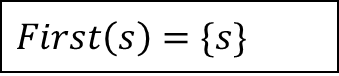 First(s) = {s}